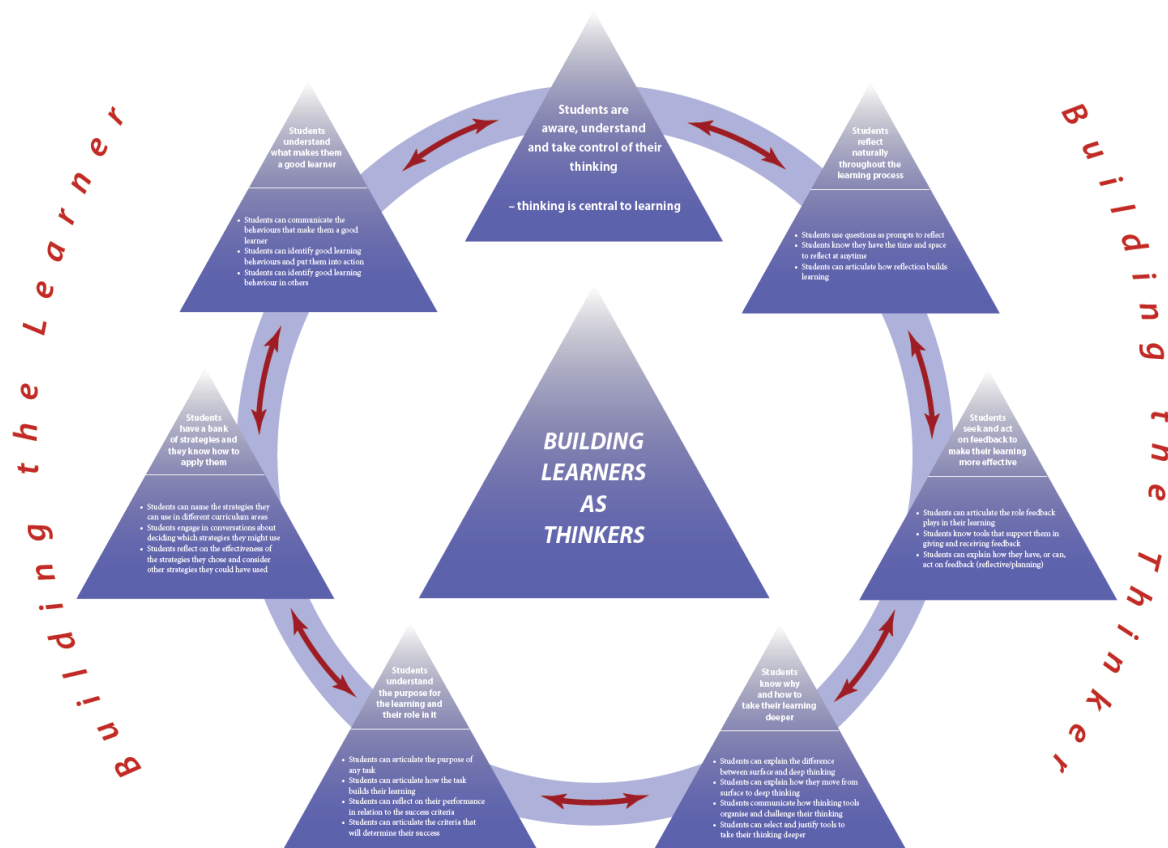 Building the Learner
Building the Thinker
Students are
aware, understand
and take control of their
thinking
– thinking is central to learning
Students
understand
what makes them
a good learner
• Students can communicate the
behaviours that make them a good
learner
• Students can identify good learning
behaviours and put them into action
• Students can identify good learning
behaviour in others
Students
reflect
naturally
throughout the
learning process
• Students use questions as prompts to reflect
• Students know they have the time and space
to reflect at anytime
• Students can articulate how reflection builds
learning
BUILDING
LEARNERS
AS
THINKERS
Students
have a bank
of strategies and
they know how to
apply them
• Students can name the strategies they
can use in different curriculum areas
• Students engage in conversations about
deciding which strategies they might use
• Students reflect on the effectiveness of
the strategies they chose and consider
other strategies they could have used
Students
seek and act
on feedback to
make their learning
more effective
• Students can articulate the role feedback
plays in their learning
• Students know tools that support them in
giving and receiving feedback
• Students can explain how they have, or can,
act on feedback (reflective/planning)
Students
understand
the purpose for
the learning and
their role in it
• Students can articulate the purpose of
any task
• Students can articulate how the task
builds their learning
• Students can reflect on their performance
in relation to the success criteria
• Students can articulate the criteria that
will determine their success
Students
know why
and how to
take their learning
deeper
• Students can explain the difference
between surface and deep thinking
• Students can explain how they move from
surface to deep thinking
• Students communicate how thinking tools
organise and challenge their thinking
• Students can select and justify tools to
take their thinking deeper